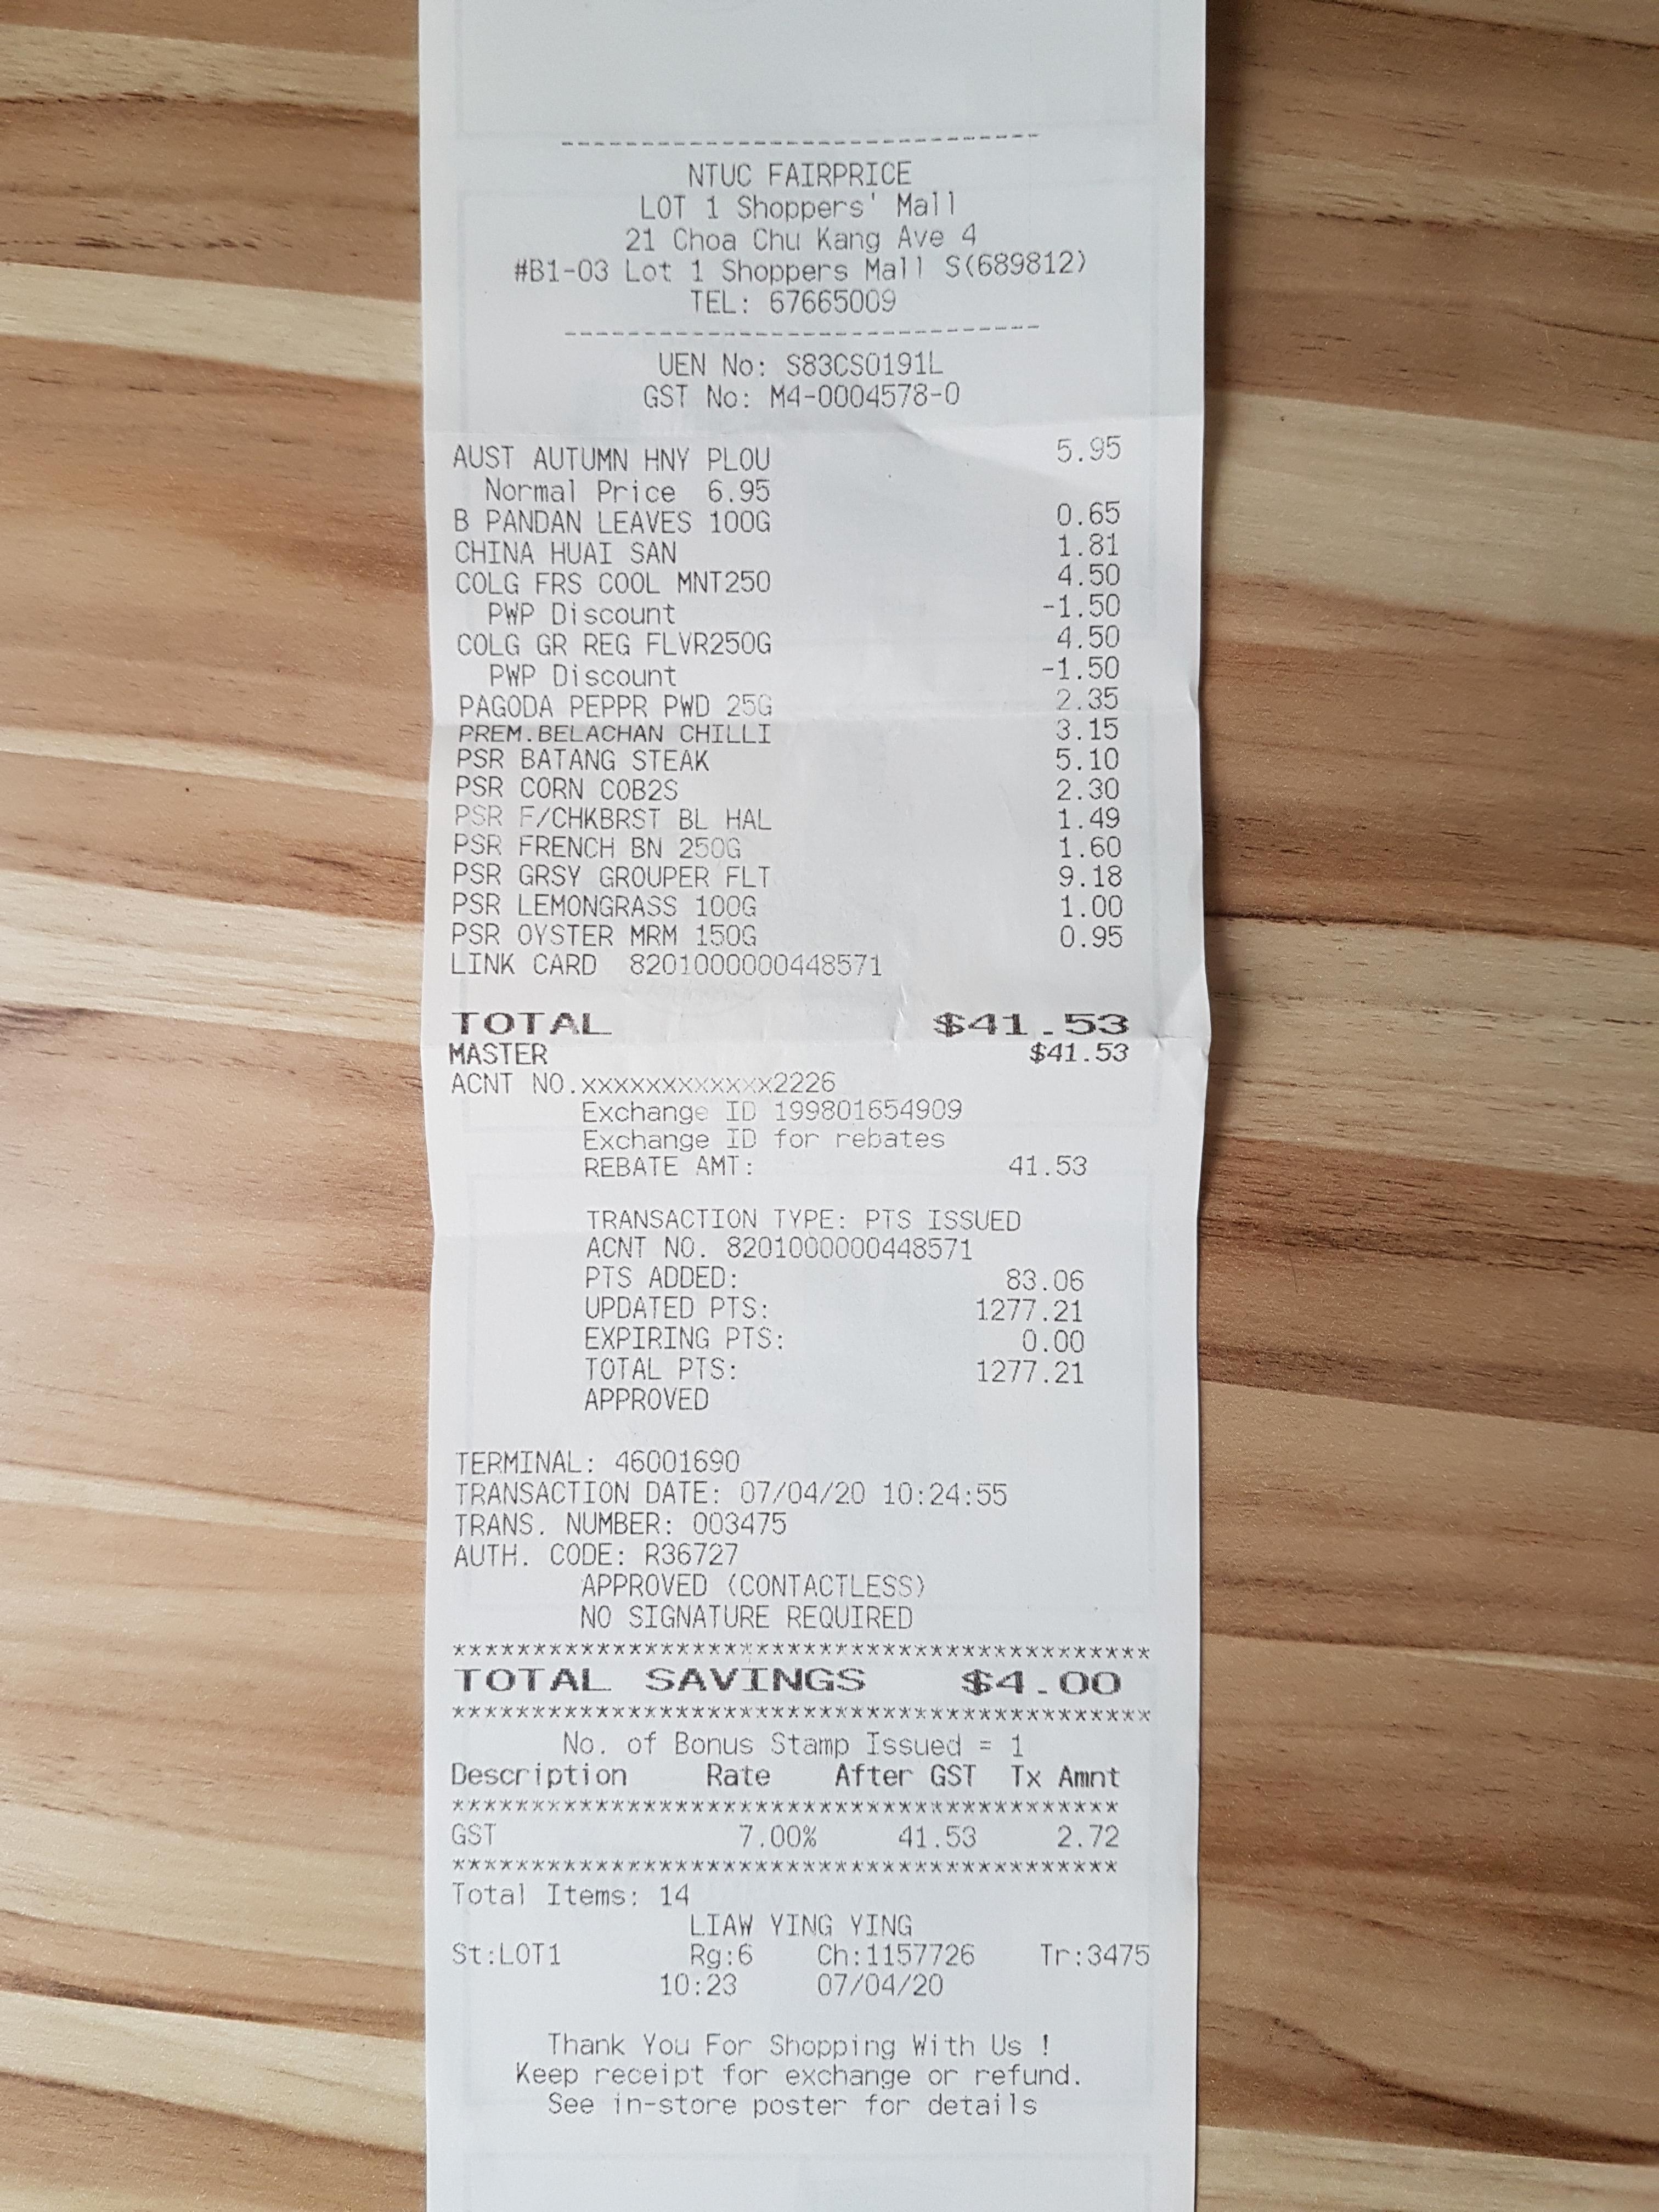 ------------------------------
NTUC FAIRPRICE
LOT 1 Shoppers' Mall
21 Choa Chu Kang Ave 4
#B1-03 Lot 1 Shoppers Mall S(689812)
TEL: 67665009
------------------------------
UEN No: S83CS0191L
GST No: M4-0004578-0
AUST AUTUMN HNY PLOU 5.95
Normal Price 6.95
B PANDAN LEAVES 100G 0.65
CHINA HUAI SAN 1.81
COLG FRS COOL MNT250 4.50
PWP Discount -1.50
COLG GR REG FLVR250G 4.50
PWP Discount -1.50
PAGODA PEPPR PWD 25G 2.35
PREM.BELACHAN CHILLI 3.15
PSR BATANG STEAK 5.10
PSR CORN COB2S 2.30
PSR F/CHKBRST BL HAL 1.49
PSR FRENCH BN 250G 1.60
PSR GRSY GROUPER FLT 9.18
PSR LEMONGRASS 100G 1.00
PSR OYSTER MRM 150G 0.95
LINK CARD 8201000000448571
TOTAL $41.53
MASTER $41.53
ACNT NO.xxxxxxxxxxxx2226
Exchange ID 199801654909
Exchange ID for rebates
REBATE AMT: 41.53
TRANSACTION TYPE: PTS ISSUED
ACNT NO. 8201000000448571
PTS ADDED: 83.06
UPDATED PTS: 1277.21
EXPIRING PTS: 0.00
TOTAL PTS: 1277.21
APPROVED
TERMINAL: 46001690
TRANSACTION DATE: 07/04/20 10:24:55
TRANS. NUMBER: 003475
AUTH. CODE: R36727
APPROVED (CONTACTLESS)
NO SIGNATURE REQUIRED
********************************************
TOTAL SAVINGS $4.00
********************************************
No. of Bonus Stamp Issued = 1
Description Rate After GST Tx Amnt
******************************************
GST 7.00% 41.53 2.72
******************************************
Total Items: 14
LIAW YING YING
St:LOT1 Rg:6 Ch:1157726 Tr:3475
10:23 07/04/20
Thank You For Shopping With Us !
Keep receipt for exchange or refund.
See in-store poster for details